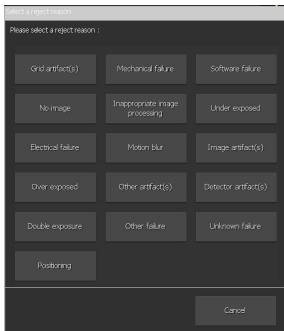 Select a reject reason
Please select a reject reason :
Grid artifact(s)
Mechanical failure
Software failure
No image
Inappropriate image
processing
Under exposed
Electrical failure
Motion blur
Image artifact(s)
Over exposed
Other artifact(s)
Detector artifact(s)
Double exposure
Other failure
Unknown failure
Positioning
Cancel